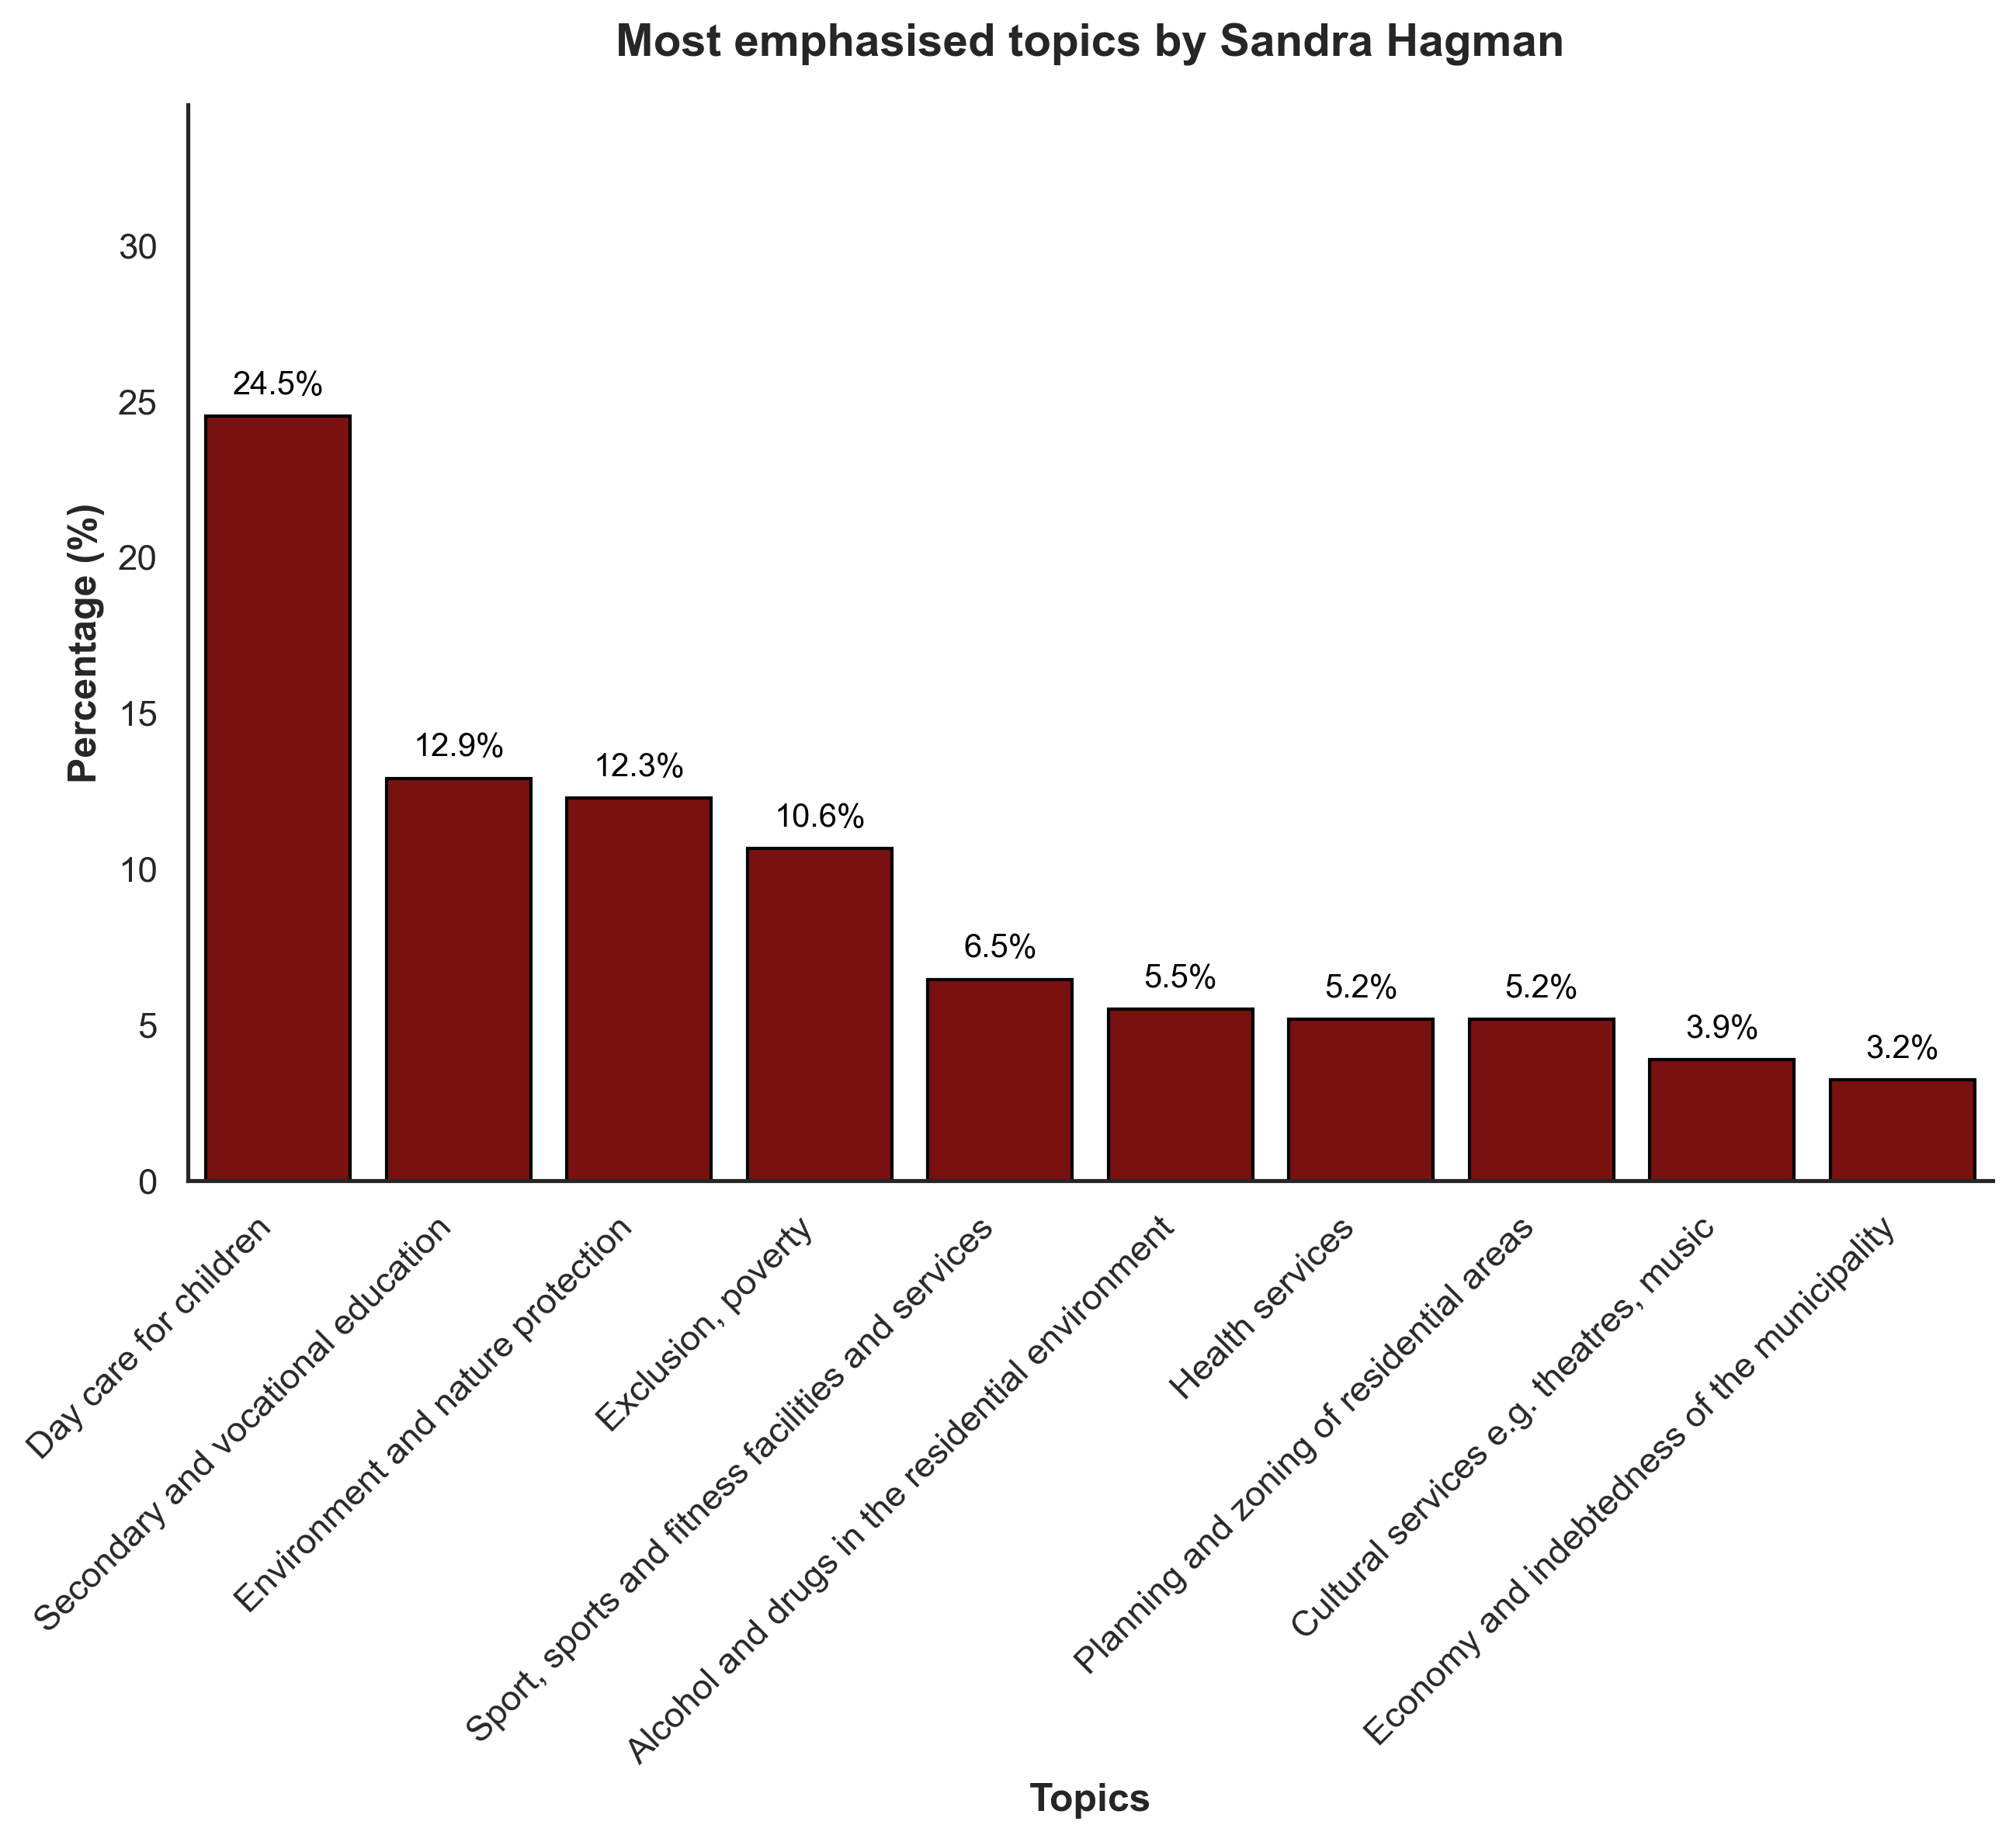 Most emphasised topics by Sandra Hagman
Percentage (%)
30
25
20
15
10
5
0
24.5%
12.9%
12.3%
10.6%
6.5%
5.5%
5.2%
5.2%
3.9%
3.2%
Day care for children
Secondary and vocational education
Environment and nature protection
Exclusion, poverty
Sport, sports and fitness facilities and services
Alcohol and drugs in the residential environment
Health services
Planning and zoning of residential areas
Cultural services e.g. theatres, music
Economy and indebtedness of the municipality
Topics